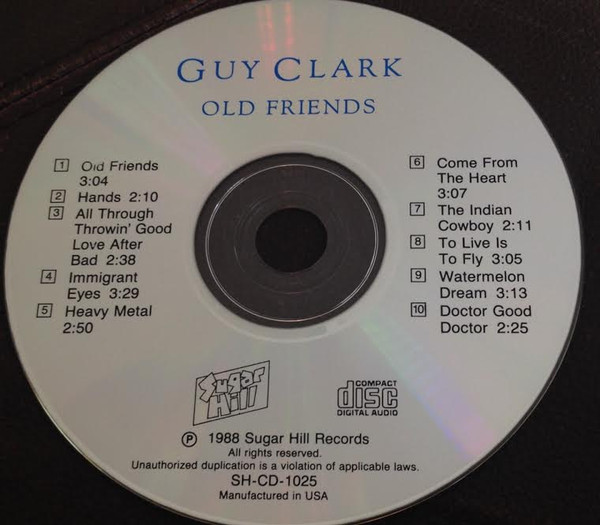 GUY CLARK
OLD FRIENDS
1 Old Friends
3:04
2 Hands 2:10
3 All Through
Throwin' Good
Love After
Bad 2:38
4 Immigrant
Eyes 3:29
5 Heavy Metal
2:50
6 Come From
The Heart
3:07
7 The Indian
Cowboy 2:11
8 To Live Is
To Fly 3:05
9 Watermelon
Dream 3:13
10 Doctor Good
Doctor 2:25
Sugar
Hill
COMPACT
disc
DIGITAL AUDIO
℗ 1988 Sugar Hill Records
All rights reserved.
Unauthorized duplication is a violation of applicable laws.
SH-CD-1025
Manufactured in USA